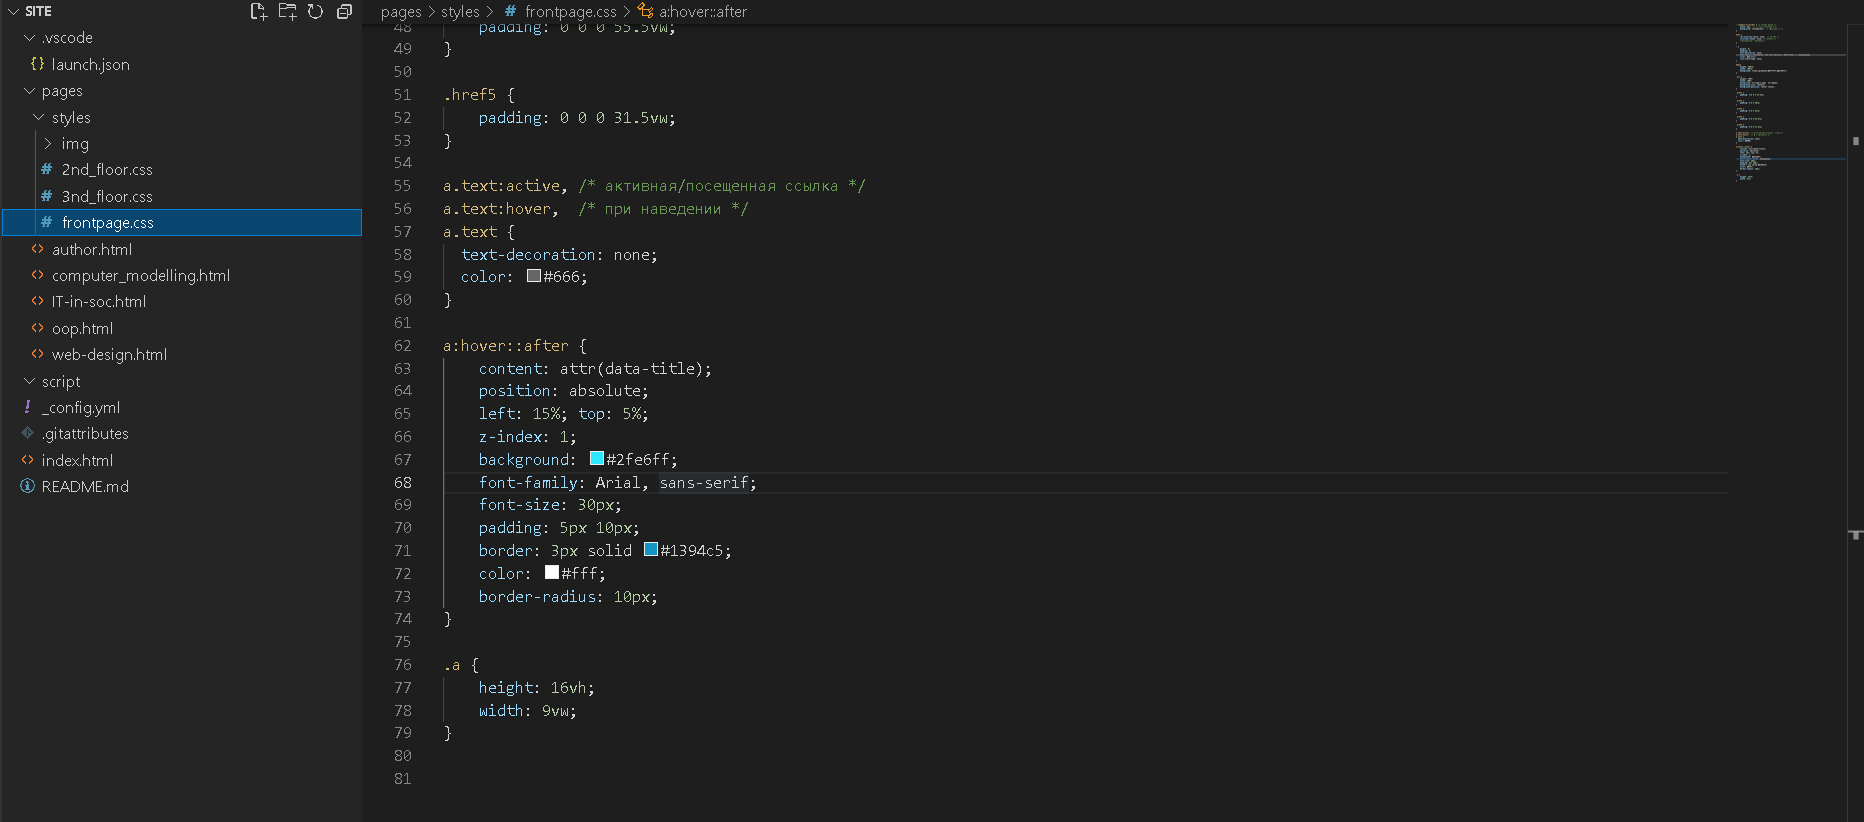 SITE
.vscode
{} launch.json
pages
styles
img
# 2nd_floor.css
# 3nd_floor.css
# frontpage.css
<> author.html
<> computer_modelling.html
<> IT-in-soc.html
<> oop.html
<> web-design.html
script
! _config.yml
.gitattributes
<> index.html
README.md
pages > styles > # frontpage.css > a:hover::after
48 padding: 0 0 0 55.5vw;
49 }
50
51 .href5 {
52 padding: 0 0 0 31.5vw;
53 }
54
55 a.text:active, /* активная/посещенная ссылка */
56 a.text:hover,  /* при наведении */
57 a.text {
58 text-decoration: none;
59 color: #666;
60 }
61
62 a:hover::after {
63 content: attr(data-title);
64 position: absolute;
65 left: 15%; top: 5%;
66 z-index: 1;
67 background: #2fe6ff;
68 font-family: Arial, sans-serif;
69 font-size: 30px;
70 padding: 5px 10px;
71 border: 3px solid #1394c5;
72 color: #fff;
73 border-radius: 10px;
74 }
75
76 .a {
77 height: 16vh;
78 width: 9vw;
79 }
80
81